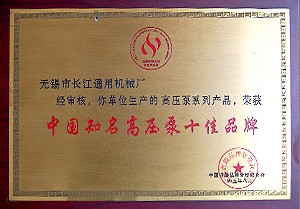 无锡市长江通用机械厂
经审核，你单位生产的高压泵系列产品，荣获
中国知名高压泵十佳品牌